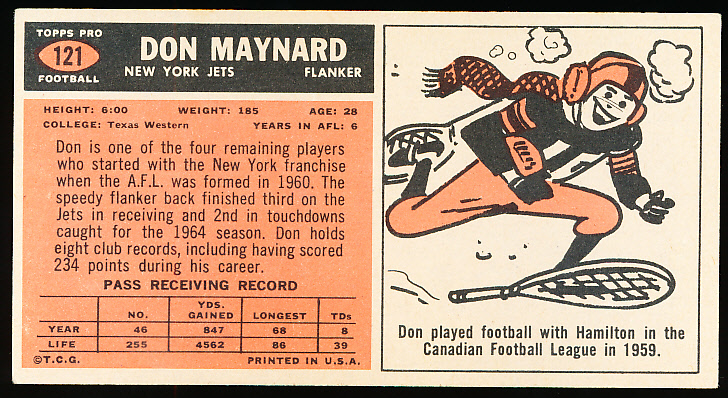 TOPPS PRO
121
FOOTBALL
DON MAYNARD
NEW YORK JETS FLANKER
HEIGHT: 6:00 WEIGHT: 185 AGE: 28
COLLEGE: Texas Western YEARS IN AFL: 6
Don is one of the four remaining players
who started with the New York franchise
when the A.F.L. was formed in 1960. The
speedy flanker back finished third on the
Jets in receiving and 2nd in touchdowns
caught for the 1964 season. Don holds
eight club records, including having scored
234 points during his career.
PASS RECEIVING RECORD
NO. YDS. GAINED LONGEST TDs
YEAR 46 847 68 8
LIFE 255 4562 86 39
©T.C.G. PRINTED IN U.S.A.
Don played football with Hamilton in the
Canadian Football League in 1959.